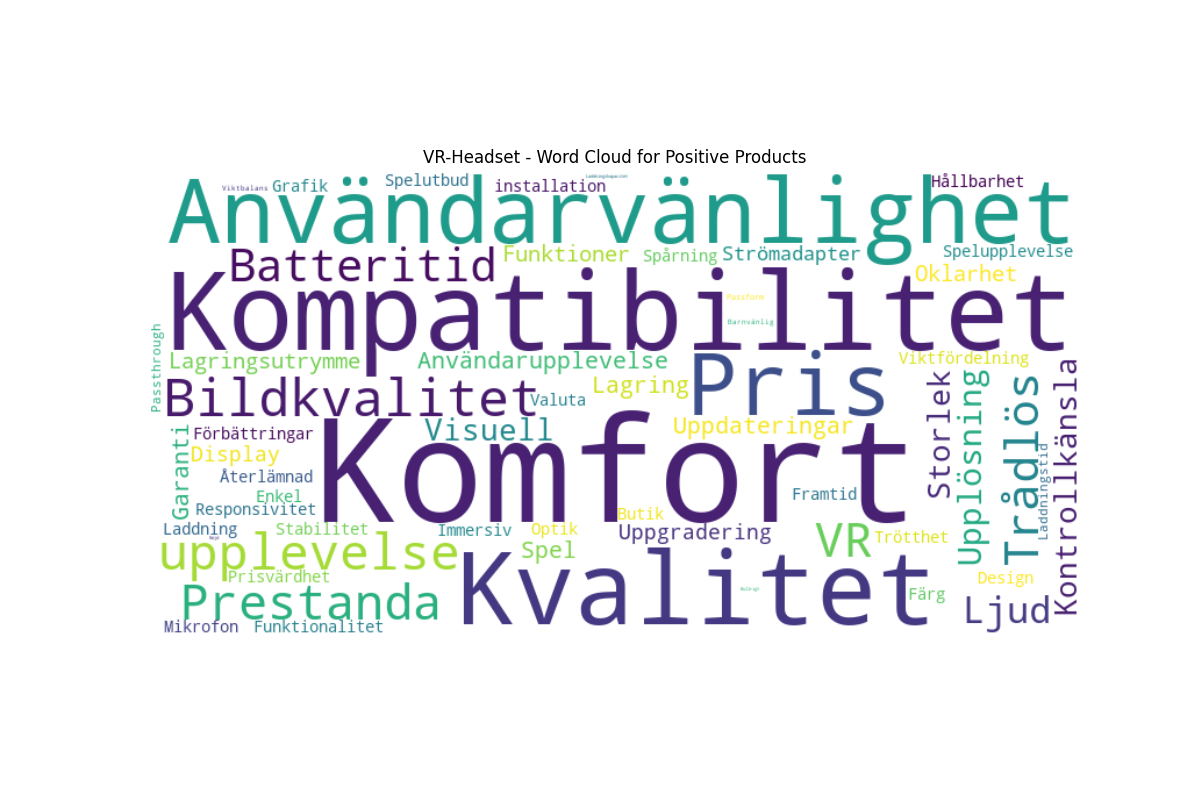 VR-Headset - Word Cloud for Positive Products
Viktbalans
Grafik
Spelutbud
installation
Hållbarhet
Användarvänlighet
Batteritid
Funktioner
Spårning
Strömadapter
Spelupplevelse
Oklarhet
Kompatibilitet
Passform
Barnvänlig
Passthrough
Lagringsutrymme
Användarupplevelse
Pris
Viktfördelning
Bildkvalitet
Valuta
Lagring
Storlek
Upplösning
Trådlös
Kontrollkänsla
Garanti
Förbättringar
Visuell
Uppdateringar
Display
Komfort
Återlämnad
Enkel
Framtid
Laddningstid
Responsivitet
Butik
Laddning
Stabilitet
Immersiv
Optik
Uppgradering
VR
Trötthet
upplevelse
Spel
Kvalitet
Prisvärdhet
Design
Prestanda
Färg
Ljud
Mikrofon
Funktionalitet